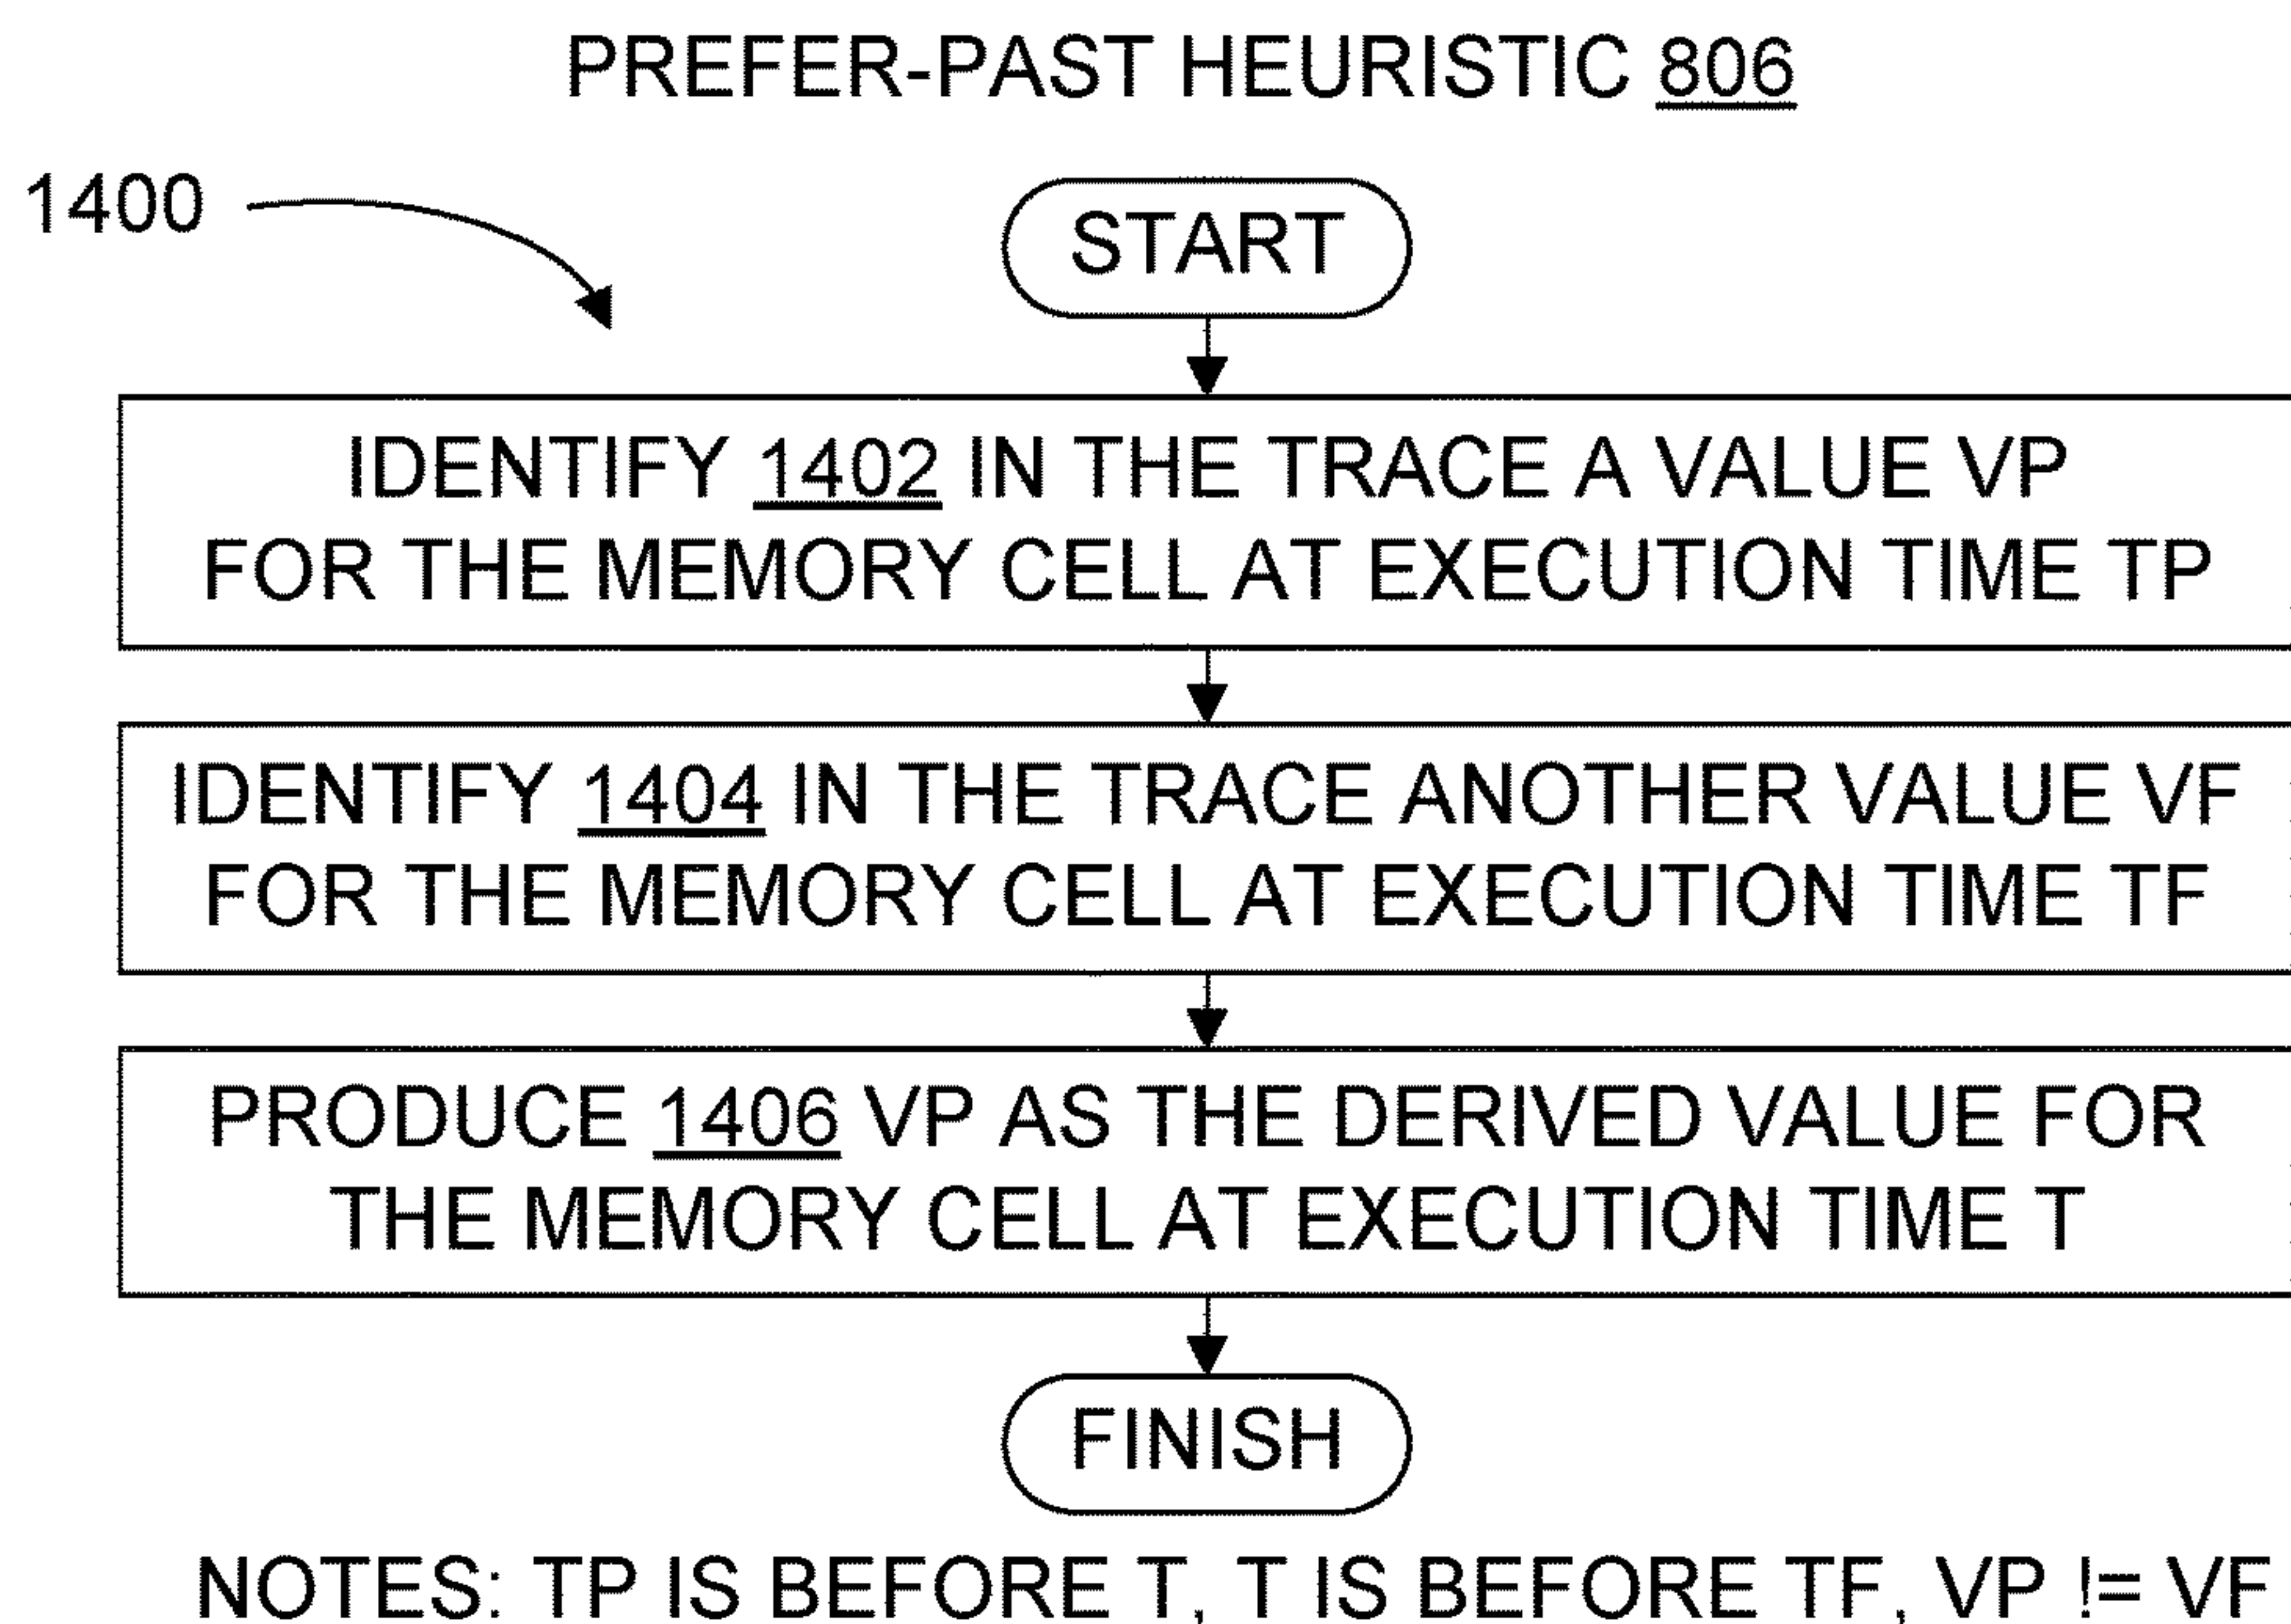 PREFER-PAST HEURISTIC 806
1400
START
IDENTIFY 1402 IN THE TRACE A VALUE VP
FOR THE MEMORY CELL AT EXECUTION TIME TP
IDENTIFY 1404 IN THE TRACE ANOTHER VALUE VF
FOR THE MEMORY CELL AT EXECUTION TIME TF
PRODUCE 1406 VP AS THE DERIVED VALUE FOR
THE MEMORY CELL AT EXECUTION TIME T
FINISH
NOTES: TP IS BEFORE T, T IS BEFORE TF, VP != VF